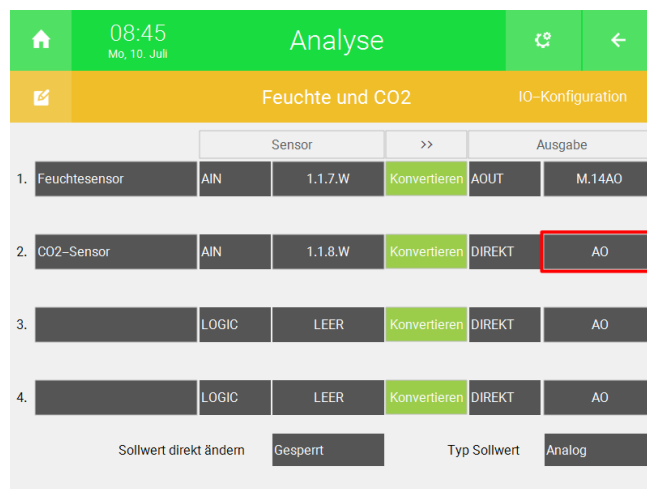 08:45
Mo, 10. Juli
Analyse
Feuchte und CO2
IO-Konfiguration
Sensor >> Ausgabe
1. Feuchtesensor AIN 1.1.7.W Konvertieren AOUT M.14AO
2. CO2-Sensor AIN 1.1.8.W Konvertieren DIREKT AO
3. LOGIC LEER Konvertieren DIREKT AO
4. LOGIC LEER Konvertieren DIREKT AO
Sollwert direkt ändern Gesperrt Typ Sollwert Analog